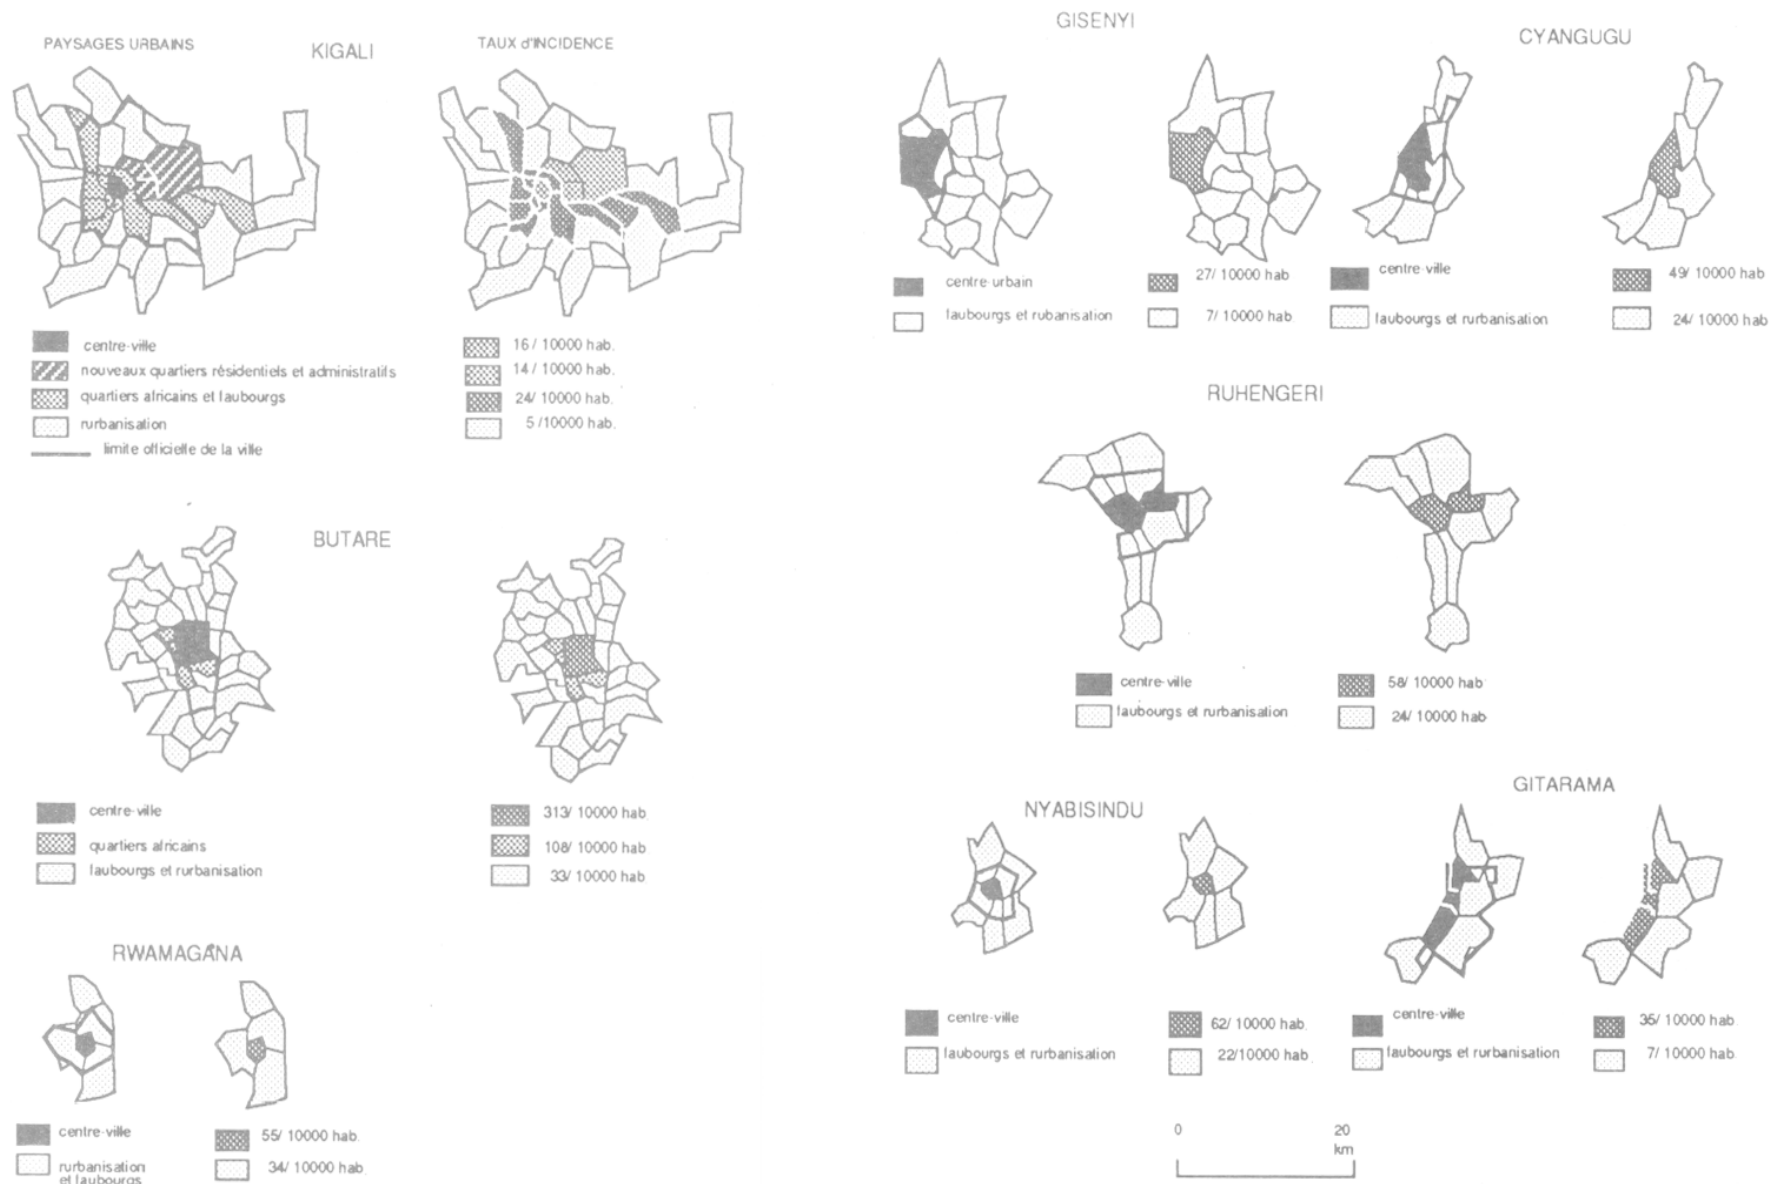 PAYSAGES URBAINS
KIGALI
TAUX d'INCIDENCE
centre-ville
nouveaux quartiers résidentiels et administratifs
quartiers africains et faubourgs
rurbanisation
limite officielle de la ville
16 / 10000 hab.
14 / 10000 hab.
24/ 10000 hab.
5 /10000 hab.
BUTARE
centre-ville
quartiers africains
faubourgs et rurbanisation
313/ 10000 hab
108/ 10000 hab
33/ 10000 hab
RWAMAGANA
centre-ville
rurbanisation
et faubourgs
55/ 10000 hab.
34/ 10000 hab.
GISENYI
centre-urbain
faubourgs et rubanisation
27/ 10000 hab
7/ 10000 hab.
CYANGUGU
centre-ville
faubourgs et rurbanisation
49/ 10000 hab
24/ 10000 hab
RUHENGERI
centre-ville
faubourgs et rurbanisation
58/ 10000 hab
24/ 10000 hab
NYABISINDU
centre-ville
faubourgs et rurbanisation
62/ 10000 hab.
22/10000 hab.
GITARAMA
centre-ville
faubourgs et rurbanisation
36/ 10000 hab.
7/ 10000 hab.
0 20
km